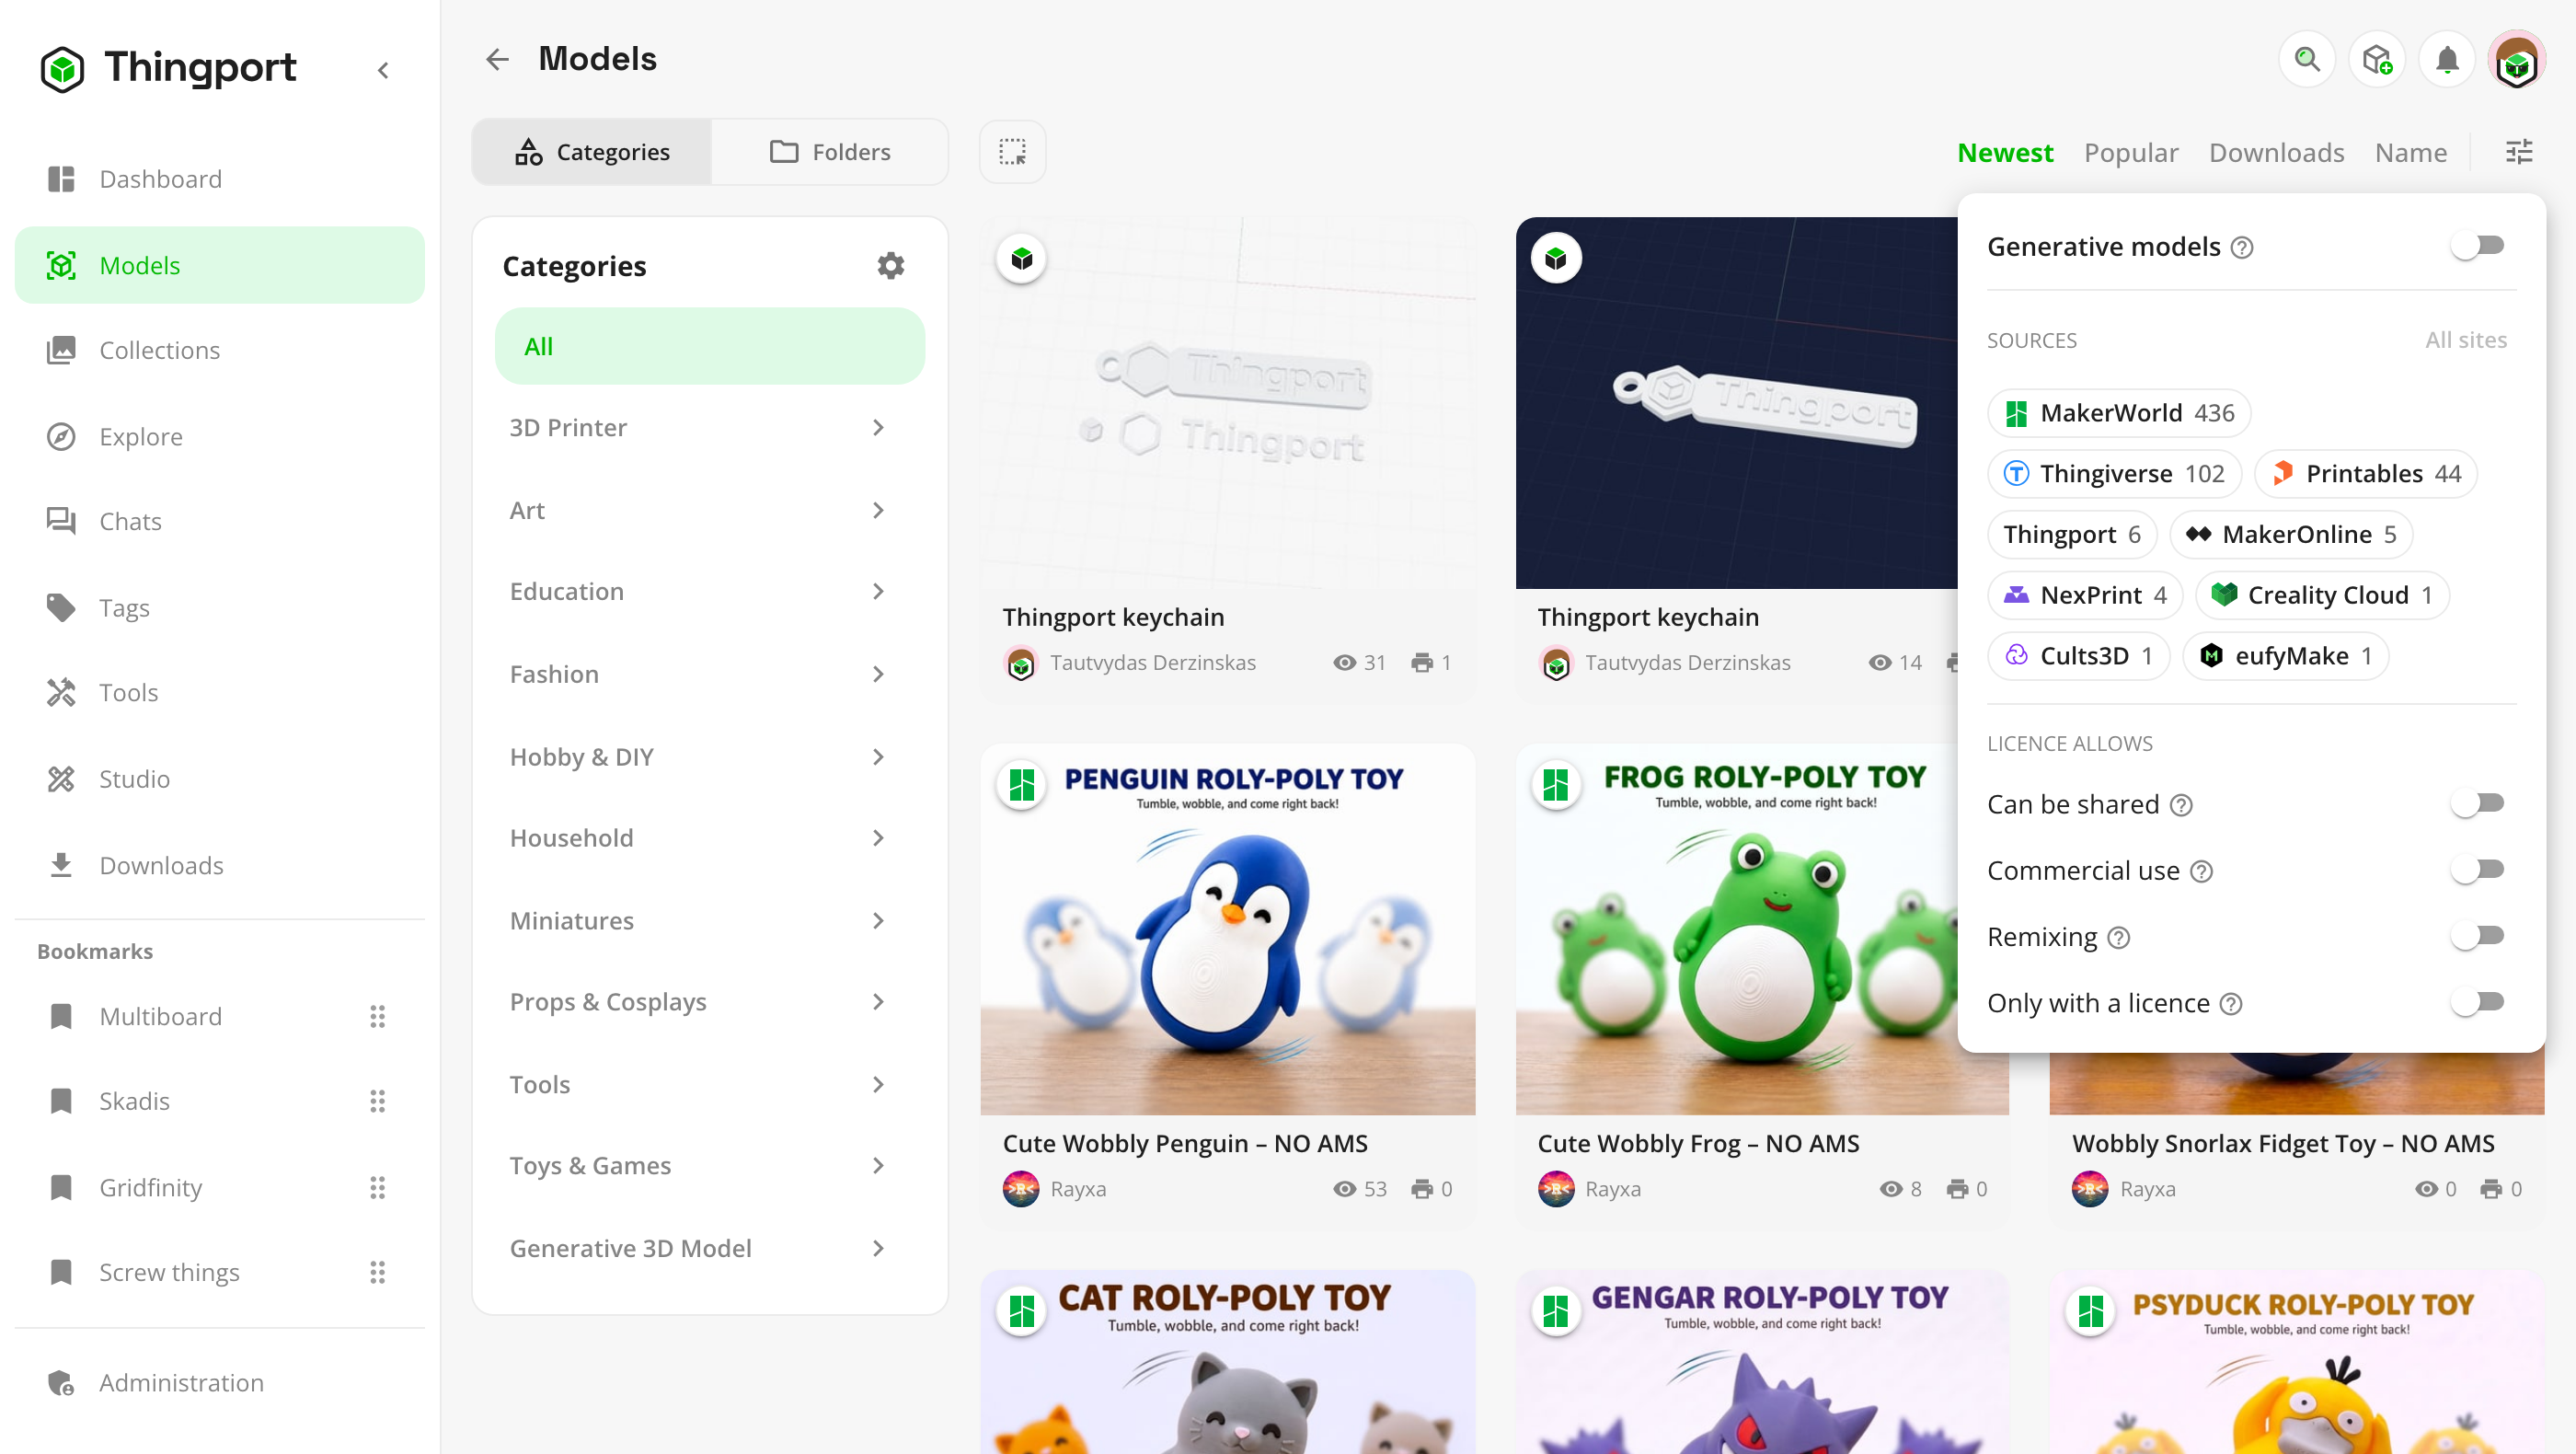 Thingport
Dashboard
Models
Collections
Explore
Chats
Tags
Tools
Studio
Downloads
Bookmarks
Multiboard
Skadis
Gridfinity
Screw things
Administration
Models
Categories
Folders
Newest Popular Downloads Name
Categories
All
3D Printer
Art
Education
Fashion
Hobby & DIY
Household
Miniatures
Props & Cosplays
Tools
Toys & Games
Generative 3D Model
Thingport
Thingport
Thingport keychain
Tautvydas Derzinskas 31 1
Thingport
Thingport keychain
Tautvydas Derzinskas 14
Generative models
SOURCES All sites
MakerWorld 436
Thingiverse 102 Printables 44
Thingport 6 MakerOnline 5
NexPrint 4 Creality Cloud 1
Cults3D 1 eufyMake 1
LICENCE ALLOWS
Can be shared
Commercial use
Remixing
Only with a licence
PENGUIN ROLY-POLY TOY
Tumble, wobble, and come right back!
Cute Wobbly Penguin – NO AMS
>R< Rayxa 53 0
FROG ROLY-POLY TOY
Tumble, wobble, and come right back!
Cute Wobbly Frog – NO AMS
>R< Rayxa 8 0
Wobbly Snorlax Fidget Toy – NO AMS
>R< Rayxa 0 0
CAT ROLY-POLY TOY
Tumble, wobble, and come right back!
GENGAR ROLY-POLY TOY
Tumble, wobble, and come right back!
PSYDUCK ROLY-POLY TOY
Tumble, wobble, and come right back!